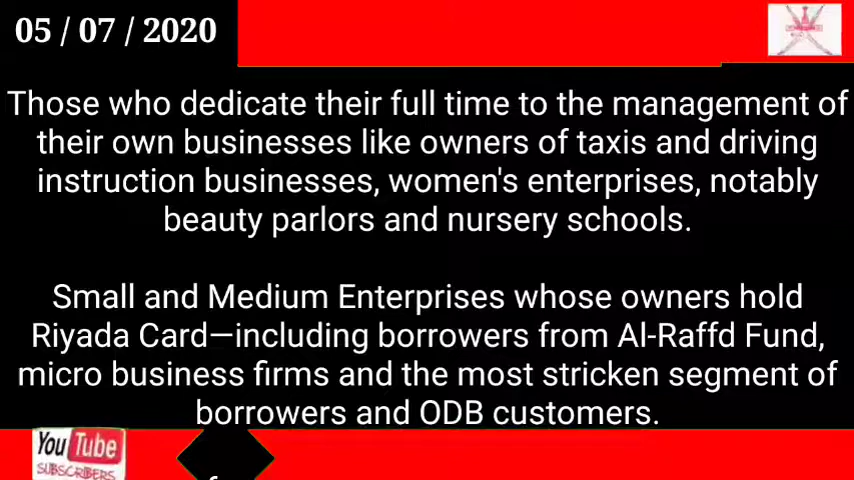 05 / 07 / 2020
Those who dedicate their full time to the management of
their own businesses like owners of taxis and driving
instruction businesses, women's enterprises, notably
beauty parlors and nursery schools.
Small and Medium Enterprises whose owners hold
Riyada Card—including borrowers from Al-Raffd Fund,
micro business firms and the most stricken segment of
borrowers and ODB customers.
You Tube
SUBSCRIBERS